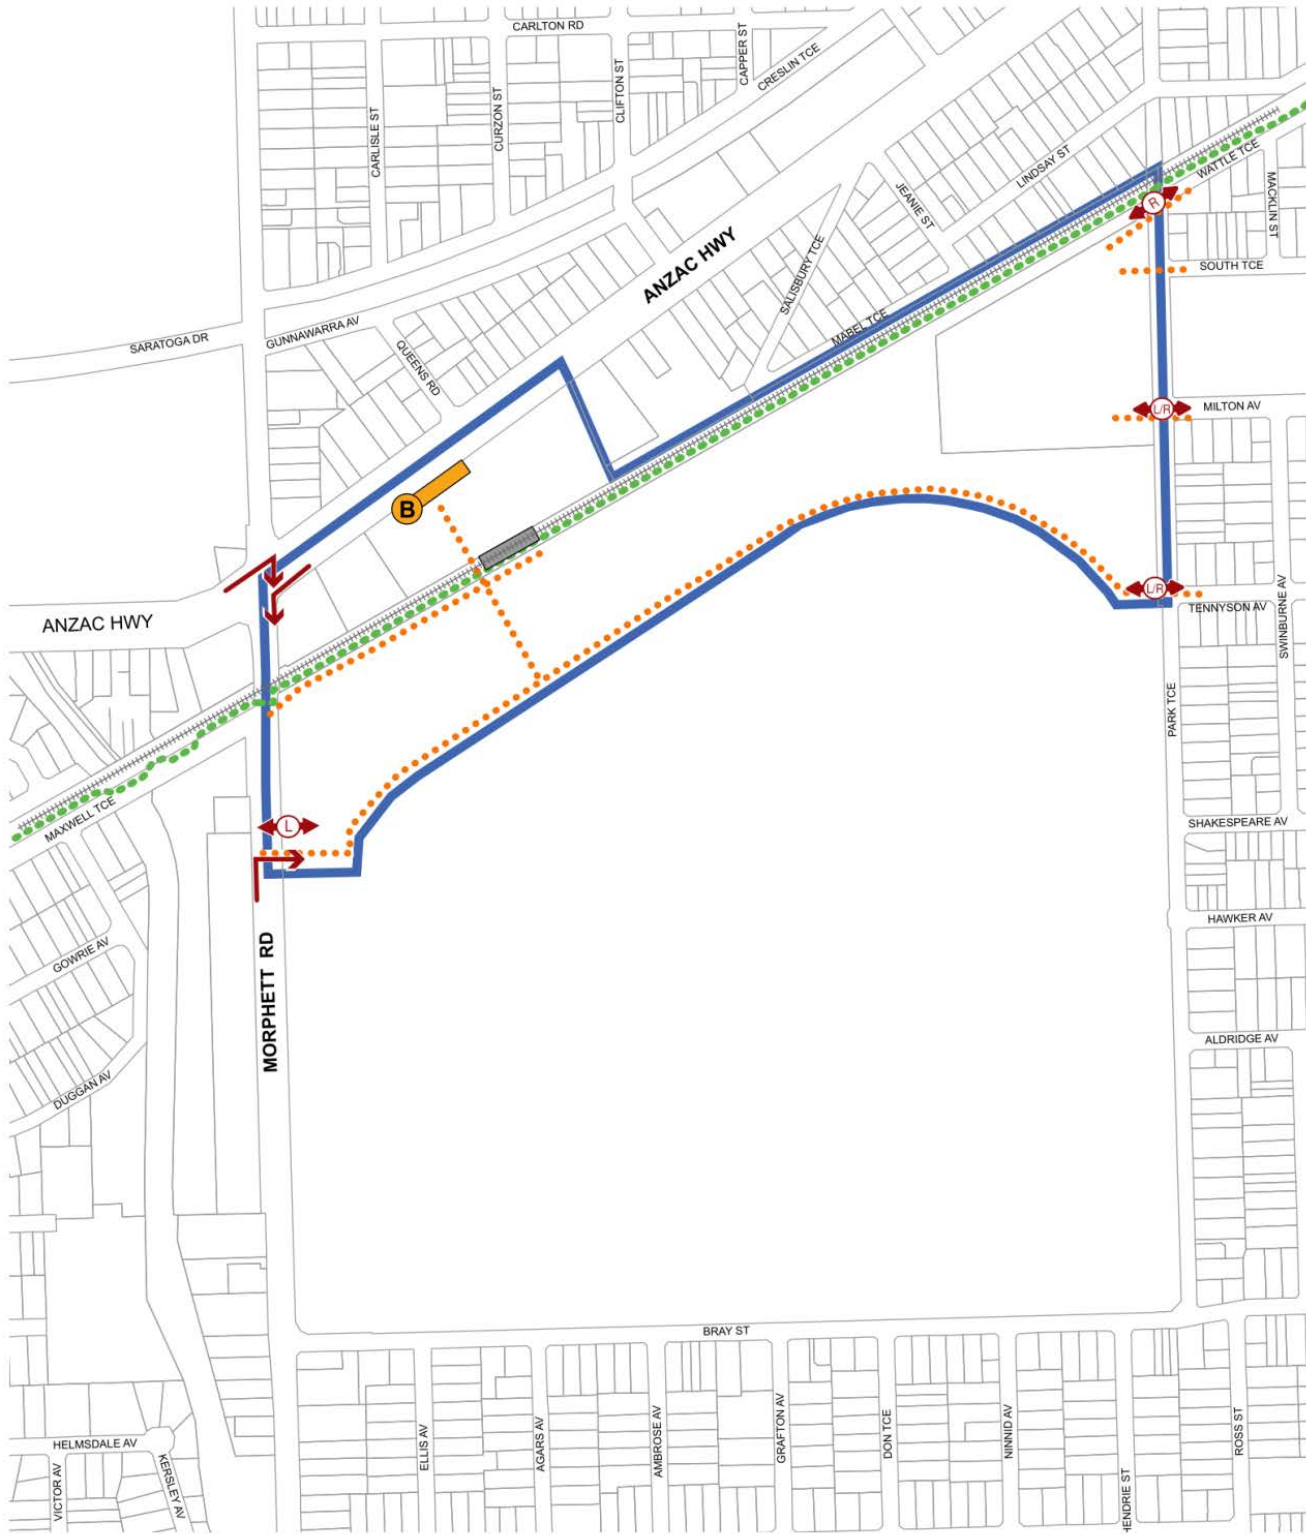 CARLTON RD
CAPPER ST
CRESLIN TCE
CLIFTON ST
CURZON ST
CARLISLE ST
LINDSAY ST
WATTLE TCE
MACKLIN ST
JEANIE ST
R
SALISBURY TCE
ANZAC HWY
SOUTH TCE
MABEL TCE
GUNNAWARRA AV
SARATOGA DR
QUEENS RD
L/R
MILTON AV
B
L/R
TENNYSON AV
SWINBURNE AV
ANZAC HWY
PARK TCE
MAXWELL TCE
L
SHAKESPEARE AV
HAWKER AV
GOWRIE AV
MORPHETT RD
ALDRIDGE AV
DUGGAN AV
BRAY ST
ELLIS AV
AGARS AV
AMBROSE AV
GRAFTON AV
DON TCE
NINNID AV
HENDRIE ST
ROSS ST
HELMSDALE AV
VICTOR AV
KERSLEY AV